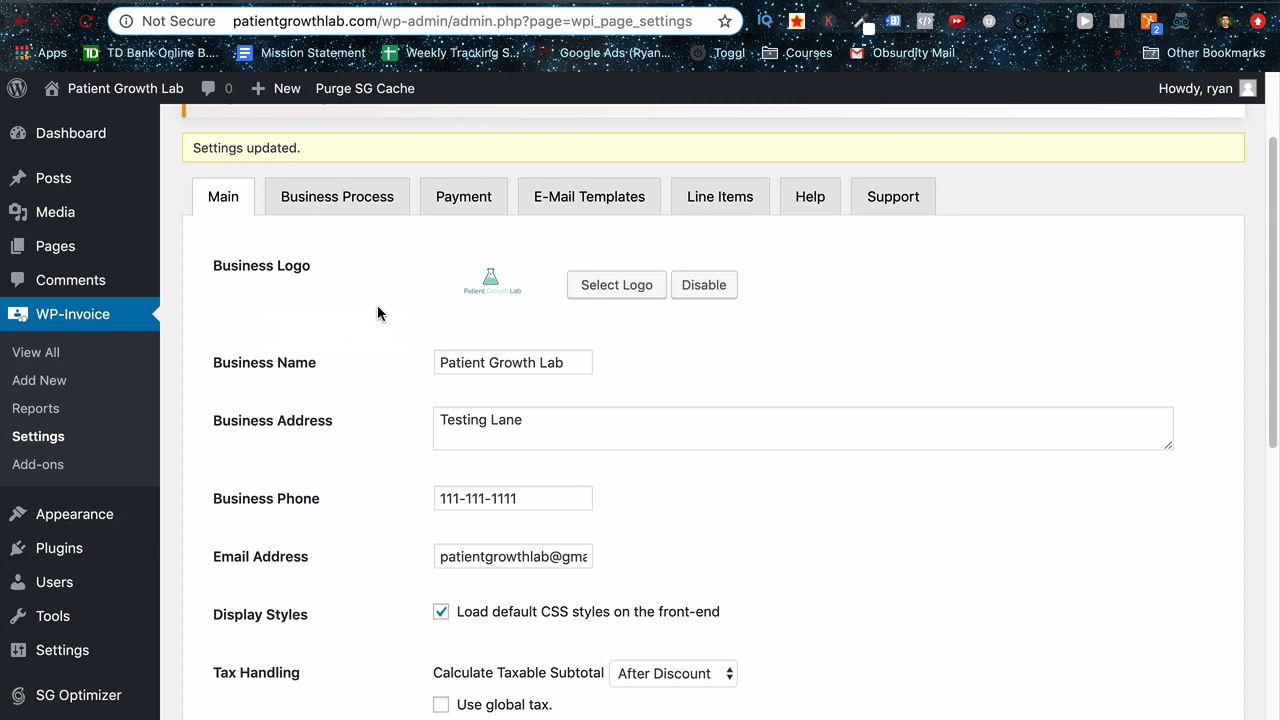 Not Secure patientgrowthlab.com/wp-admin/admin.php?page=wpi_page_settings
2
Apps TD Bank Online B... Mission Statement Weekly Tracking S... Google Ads (Ryan... Toggl Courses Absurdity Mail » Other Bookmarks
Patient Growth Lab 0 New Purge SG Cache Howdy, ryan
Dashboard
Posts
Media
Pages
Comments
WP-Invoice
View All
Add New
Reports
Settings
Add-ons
Appearance
Plugins
Users
Tools
Settings
SG Optimizer
Settings updated.
Main Business Process Payment E-Mail Templates Line Items Help Support
Business Logo Patient Growth Lab Select Logo Disable
Business Name Patient Growth Lab
Business Address Testing Lane
Business Phone 111-111-1111
Email Address patientgrowthlab@gma
Display Styles Load default CSS styles on the front-end
Tax Handling Calculate Taxable Subtotal After Discount
Use global tax.